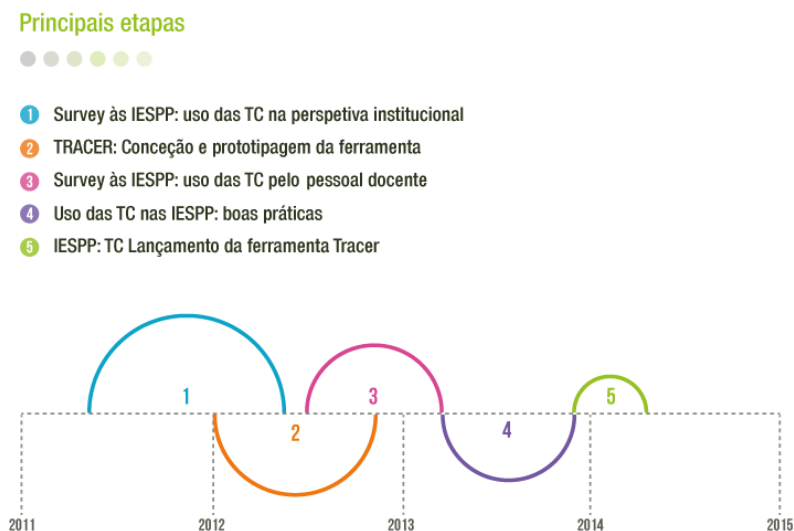 Principais etapas
1 Survey às IESPP: uso das TC na perspetiva institucional
2 TRACER: Conceção e prototipagem da ferramenta
3 Survey às IESPP: uso das TC pelo pessoal docente
4 Uso das TC nas IESPP: boas práticas
5 IESPP: TC Lançamento da ferramenta Tracer
1
2
3
4
5
2011 2012 2013 2014 2015